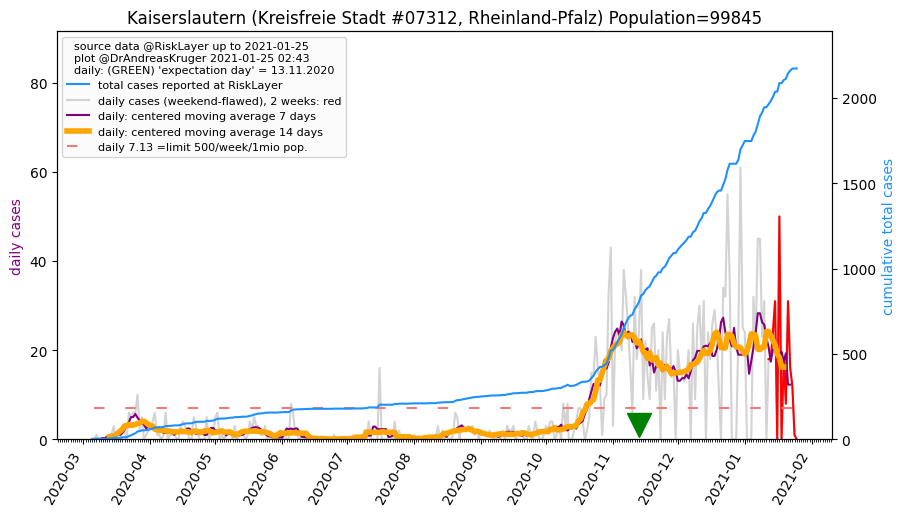 Kaiserslautern (Kreisfreie Stadt #07312, Rheinland-Pfalz) Population=99845
source data @RiskLayer up to 2021-01-25
plot @DrAndreasKruger 2021-01-25 02:43
daily: (GREEN) 'expectation day' = 13.11.2020
total cases reported at RiskLayer
daily cases (weekend-flawed), 2 weeks: red
daily: centered moving average 7 days
daily: centered moving average 14 days
daily 7.13 =limit 500/week/1mio pop.
daily cases
80
60
40
20
0
cumulative total cases
2000
1500
1000
500
0
2020-03
2020-04
2020-05
2020-06
2020-07
2020-08
2020-09
2020-10
2020-11
2020-12
2021-01
2021-02